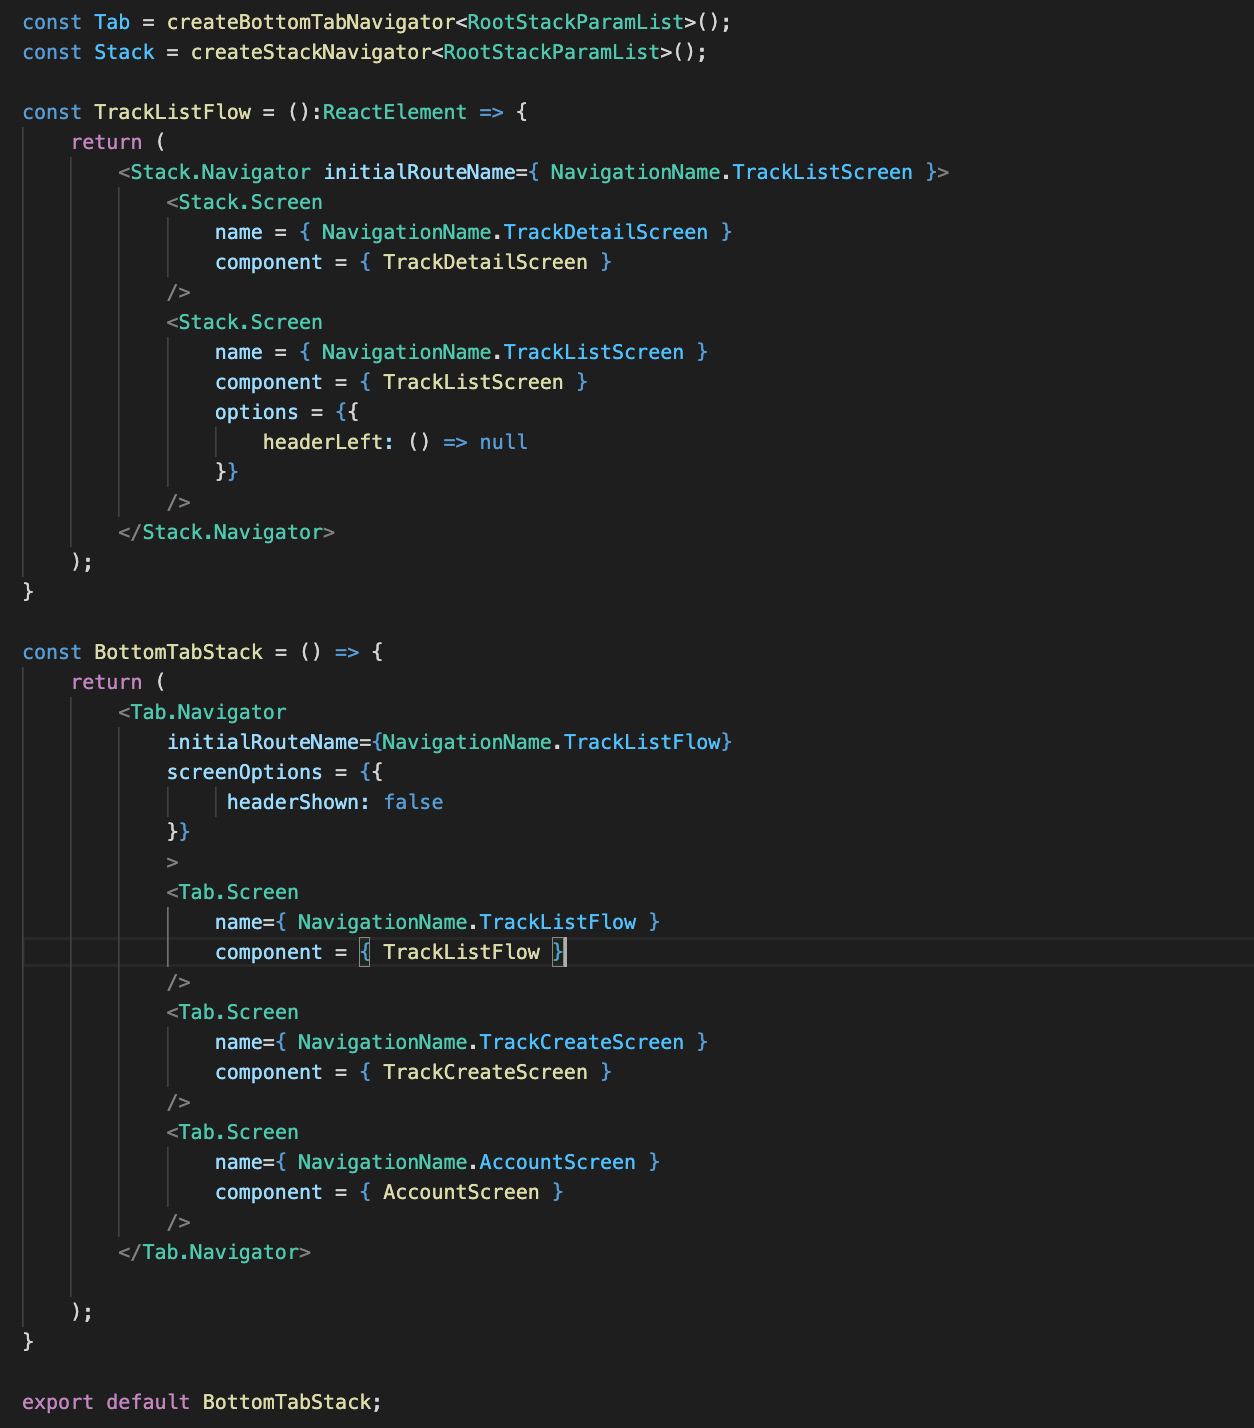 const Tab = createBottomTabNavigator<RootStackParamList>();
const Stack = createStackNavigator<RootStackParamList>();
const TrackListFlow = ():ReactElement => {
return (
<Stack.Navigator initialRouteName={ NavigationName.TrackListScreen }>
<Stack.Screen
name = { NavigationName.TrackDetailScreen }
component = { TrackDetailScreen }
/>
<Stack.Screen
name = { NavigationName.TrackListScreen }
component = { TrackListScreen }
options = {{
headerLeft: () => null
}}
/>
</Stack.Navigator>
);
}
const BottomTabStack = () => {
return (
<Tab.Navigator
initialRouteName={NavigationName.TrackListFlow}
screenOptions = {{
headerShown: false
}}
>
<Tab.Screen
name={ NavigationName.TrackListFlow }
component = { TrackListFlow }
/>
<Tab.Screen
name={ NavigationName.TrackCreateScreen }
component = { TrackCreateScreen }
/>
<Tab.Screen
name={ NavigationName.AccountScreen }
component = { AccountScreen }
/>
</Tab.Navigator>
);
}
export default BottomTabStack;